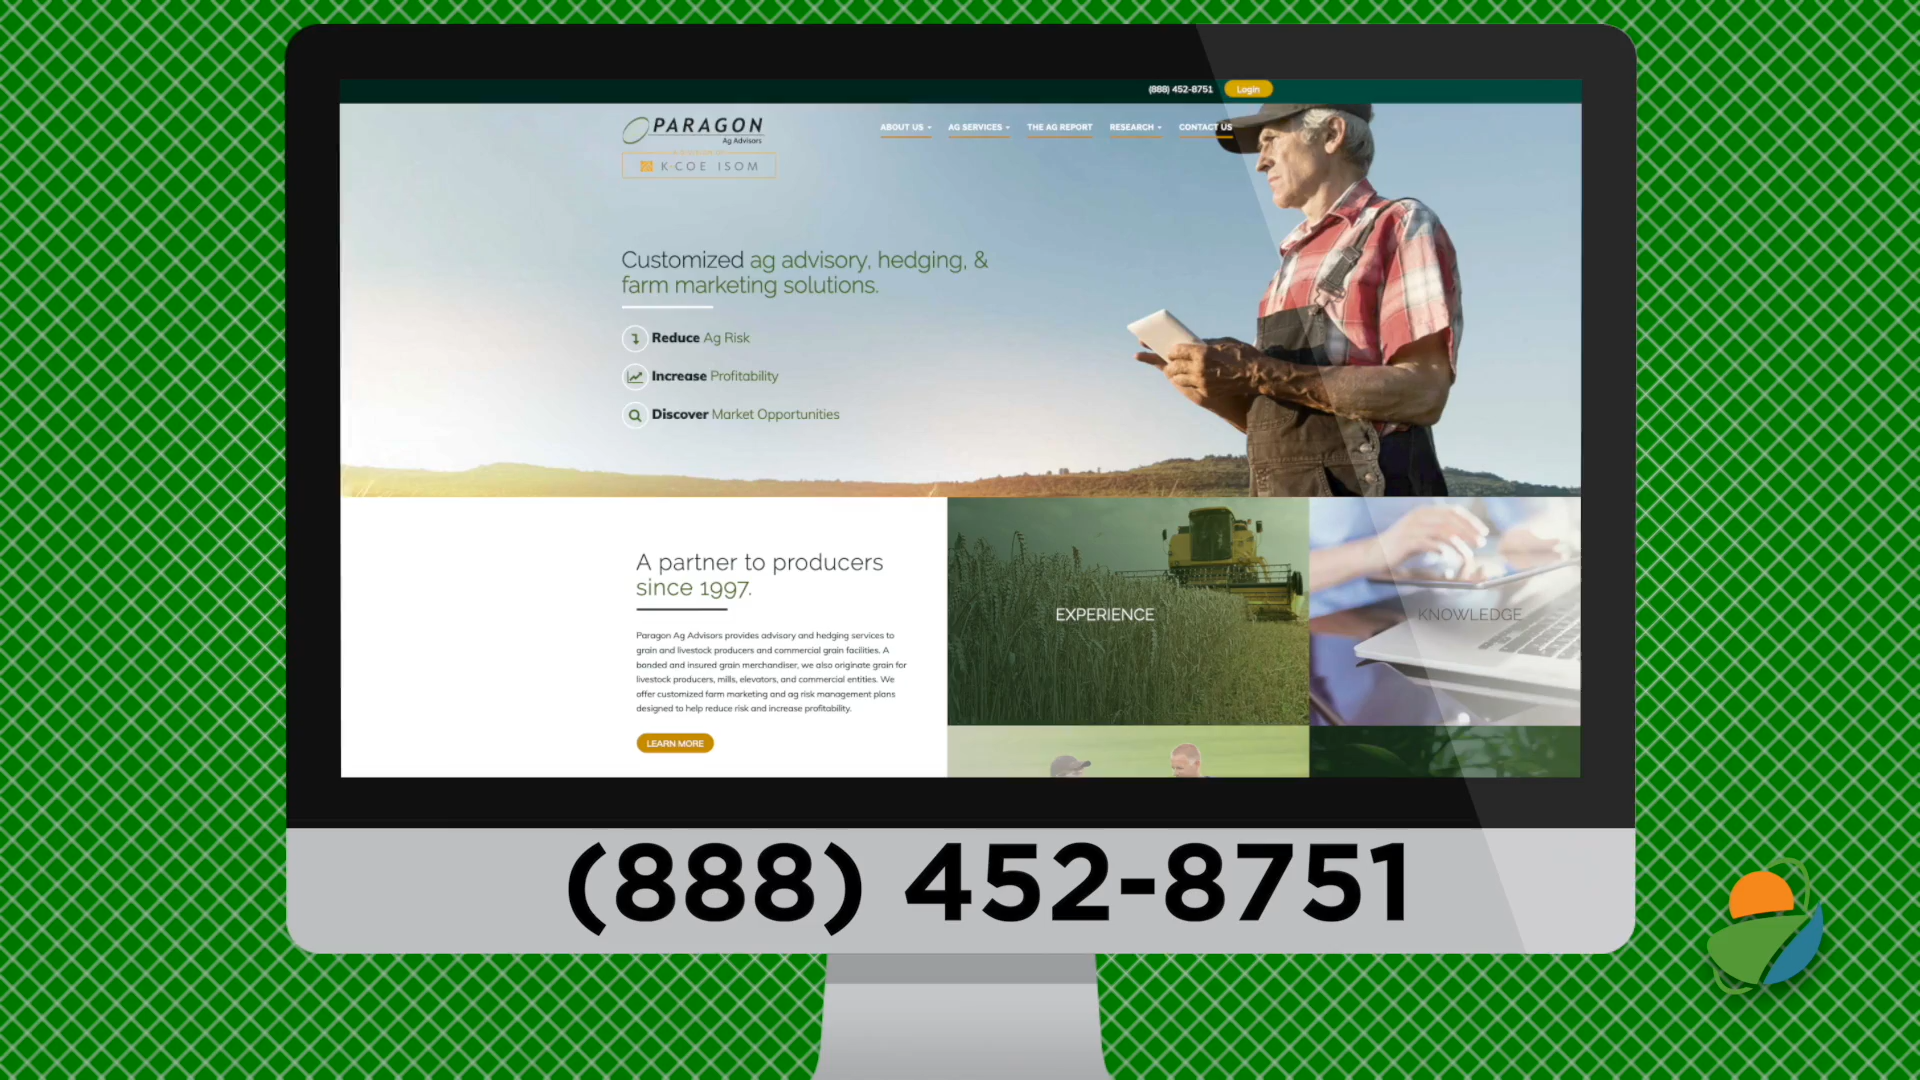 (888) 452-8751 Login
PARAGON
Ag Advisors
K·COE ISOM
ABOUT US AG SERVICES THE AG REPORT RESEARCH CONTACT US
Customized ag advisory, hedging, &
farm marketing solutions.
Reduce Ag Risk
Increase Profitability
Discover Market Opportunities
A partner to producers
since 1997.
Paragon Ag Advisors provides advisory and hedging services to
grain and livestock producers and commercial grain facilities. A
bonded and insured grain merchandiser, we also originate grain for
livestock producers, mills, elevators, and commercial entities. We
offer customized farm marketing and ag risk management plans
designed to help reduce risk and increase profitability.
LEARN MORE
EXPERIENCE
KNOWLEDGE
(888) 452-8751